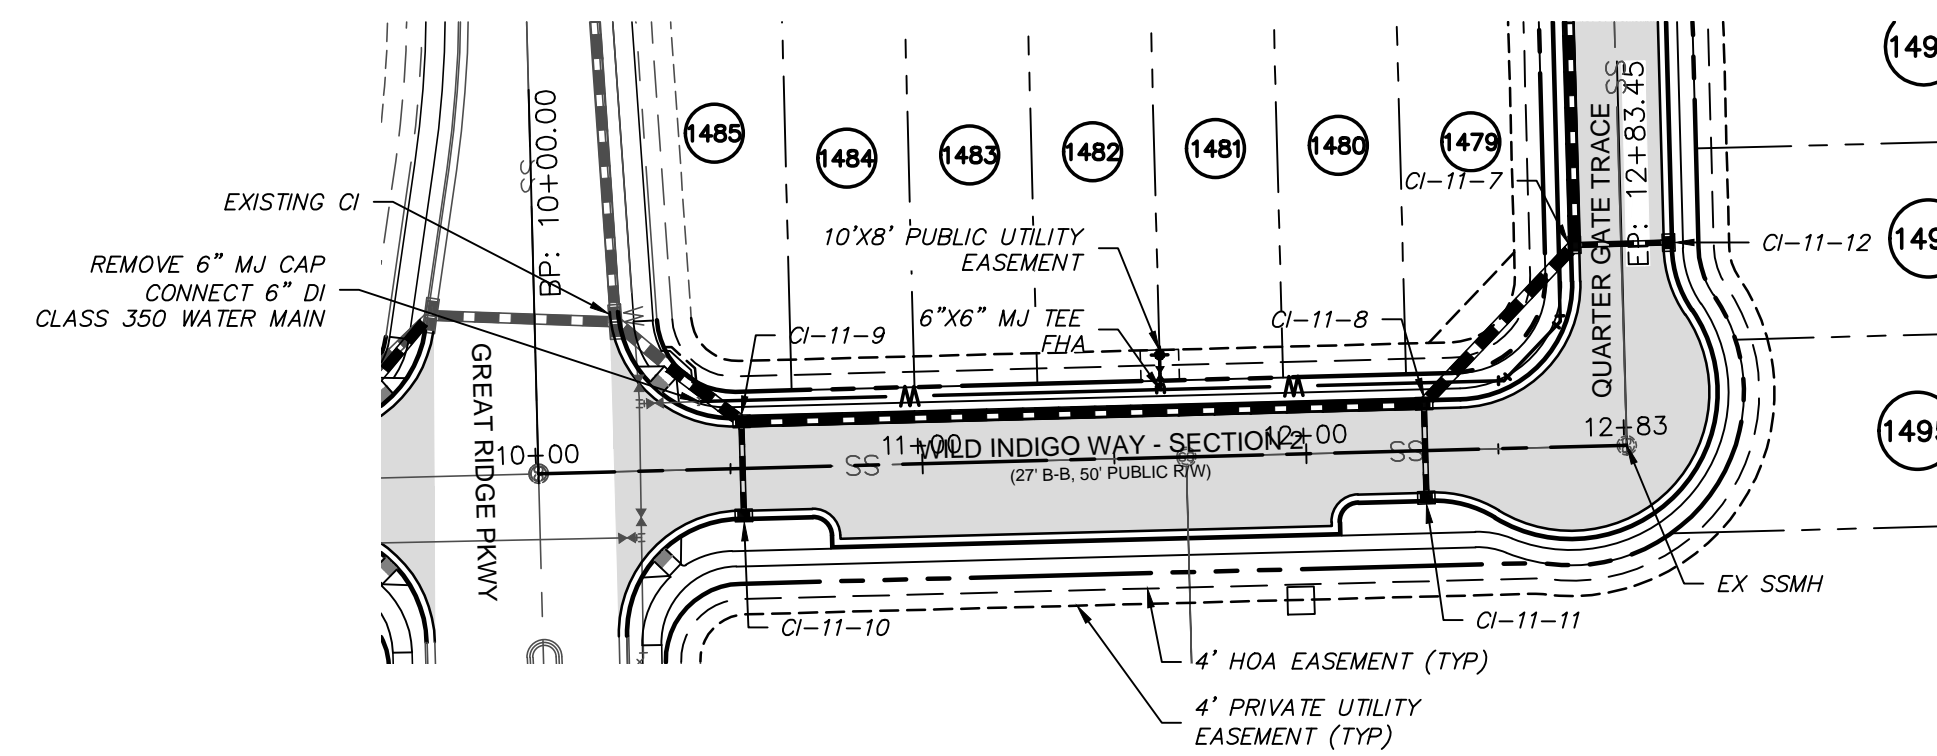 149
1485
1484
1483
1482
1481
1480
1479
SS
EP: 12+83.45
QUARTER GATE TRACE
SS
BP: 10+00.00
CI-11-7
EXISTING CI
10'X8' PUBLIC UTILITY
EASEMENT
CI-11-12
149
REMOVE 6" MJ CAP
CONNECT 6" DI
CLASS 350 WATER MAIN
6"X6" MJ TEE
FHA
CI-11-9
CI-11-8
GREAT RIDGE PKWY
10+00
11+00
12+00
12+83
WILD INDIGO WAY - SECTION 2
(27' B-B, 50' PUBLIC R/W)
SS
SS
1495
EX SSMH
CI-11-10
CI-11-11
4' HOA EASEMENT (TYP)
4' PRIVATE UTILITY
EASEMENT (TYP)